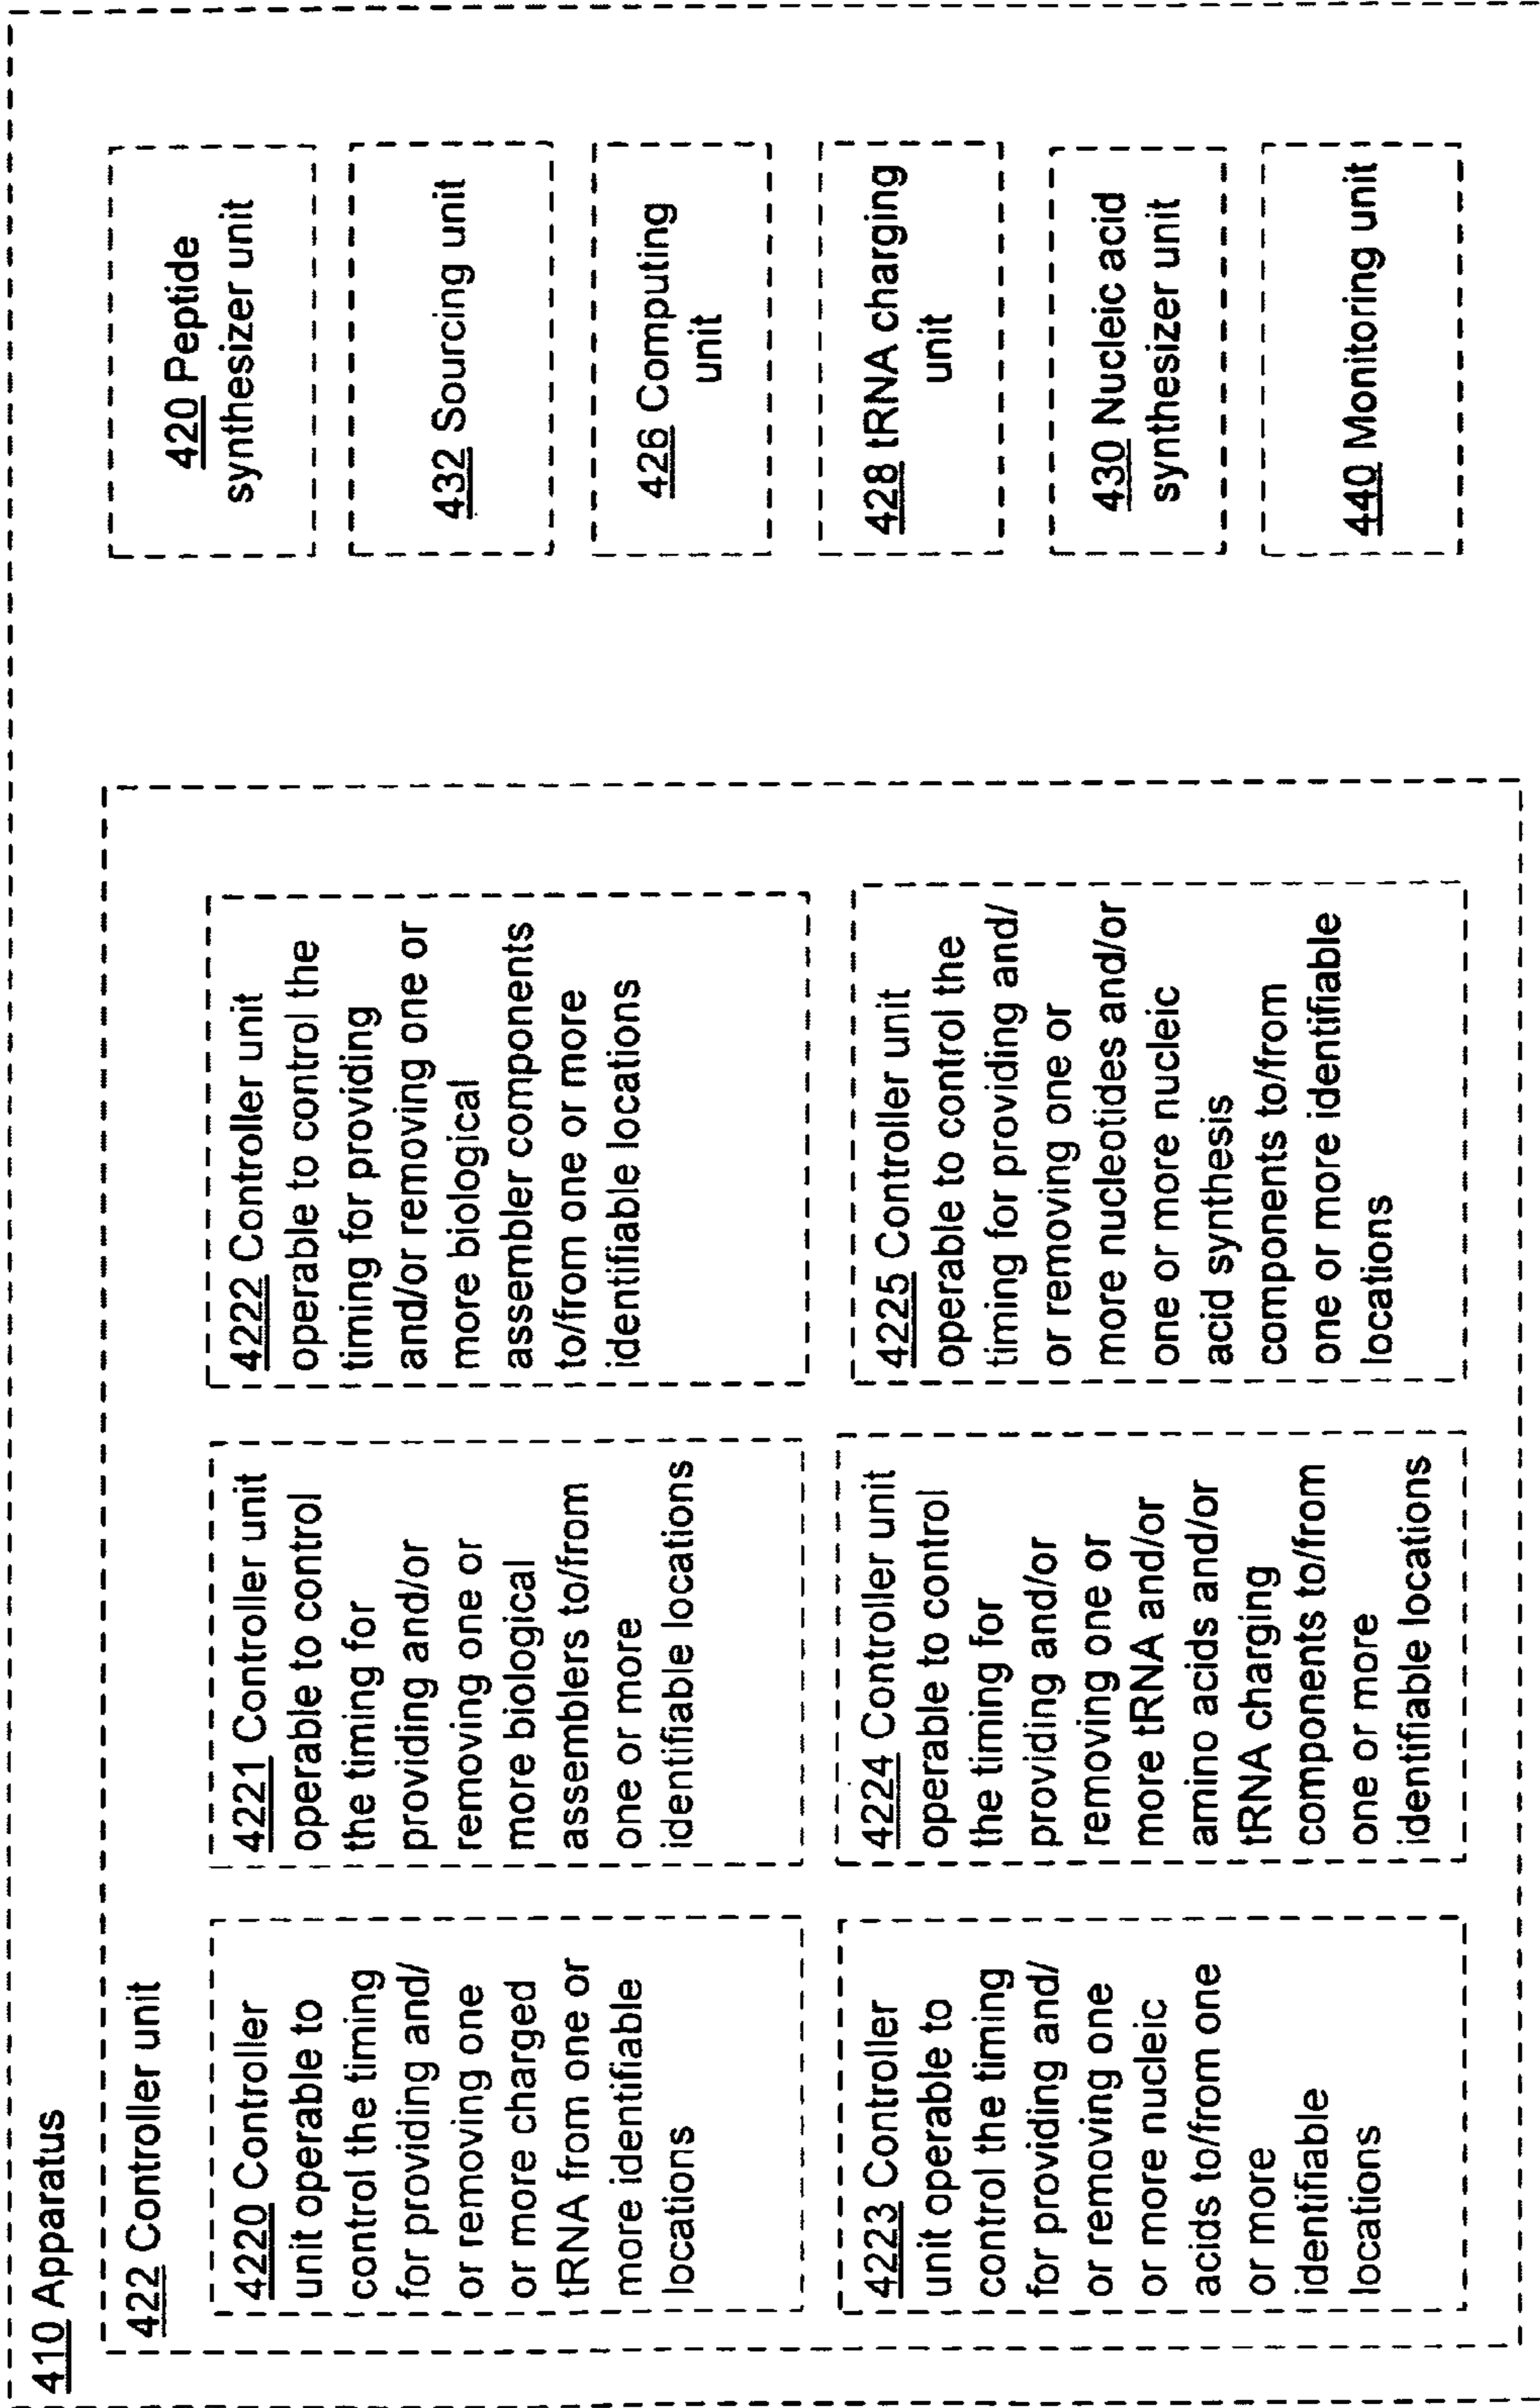 410 Apparatus
422 Controller unit
4220 Controller
unit operable to
control the timing
for providing and/
or removing one
or more charged
tRNA from one or
more identifiable
locations
4221 Controller unit
operable to control
the timing for
providing and/or
removing one or
more biological
assemblers to/from
one or more
identifiable locations
4222 Controller unit
operable to control the
timing for providing
and/or removing one or
more biological
assembler components
to/from one or more
identifiable locations
4223 Controller
unit operable to
control the timing
for providing and/
or removing one
or more nucleic
acids to/from one
or more
identifiable
locations
4224 Controller unit
operable to control
the timing for
providing and/or
removing one or
more tRNA and/or
amino acids and/or
tRNA charging
components to/from
one or more
identifiable locations
4225 Controller unit
operable to control the
timing for providing and/
or removing one or
more nucleotides and/or
one or more nucleic
acid synthesis
components to/from
one or more identifiable
locations
420 Peptide
synthesizer unit
432 Sourcing unit
426 Computing
unit
428 tRNA charging
unit
430 Nucleic acid
synthesizer unit
440 Monitoring unit